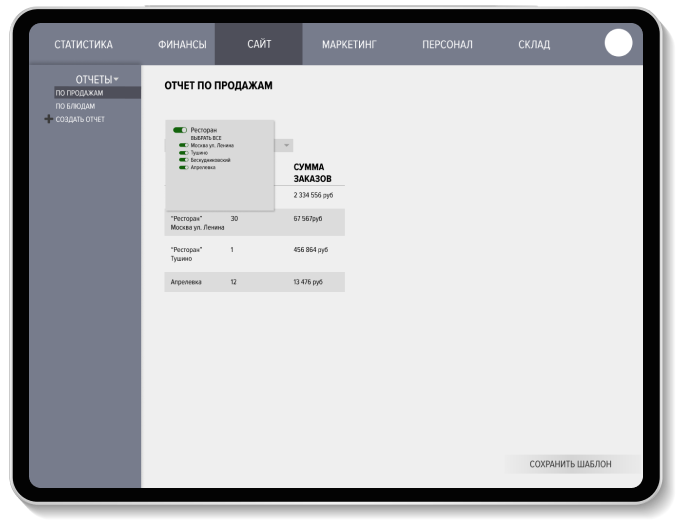 СТАТИСТИКА ФИНАНСЫ САЙТ МАРКЕТИНГ ПЕРСОНАЛ СКЛАД
ОТЧЕТЫ
ПО ПРОДАЖАМ
ПО БЛЮДАМ
СОЗДАТЬ ОТЧЕТ
ОТЧЕТ ПО ПРОДАЖАМ
Ресторан
ВЫБРАТЬ ВСЕ
Москва ул. Ленина
Тушино
Бескудниковский
Апрелевка
СУММА
ЗАКАЗОВ
2 334 556 руб
"Ресторан" 30 67 567руб
Москва ул. Ленина
"Ресторан" 1 456 864 руб
Тушино
Апрелевка 12 13 476 руб
СОХРАНИТЬ ШАБЛОН